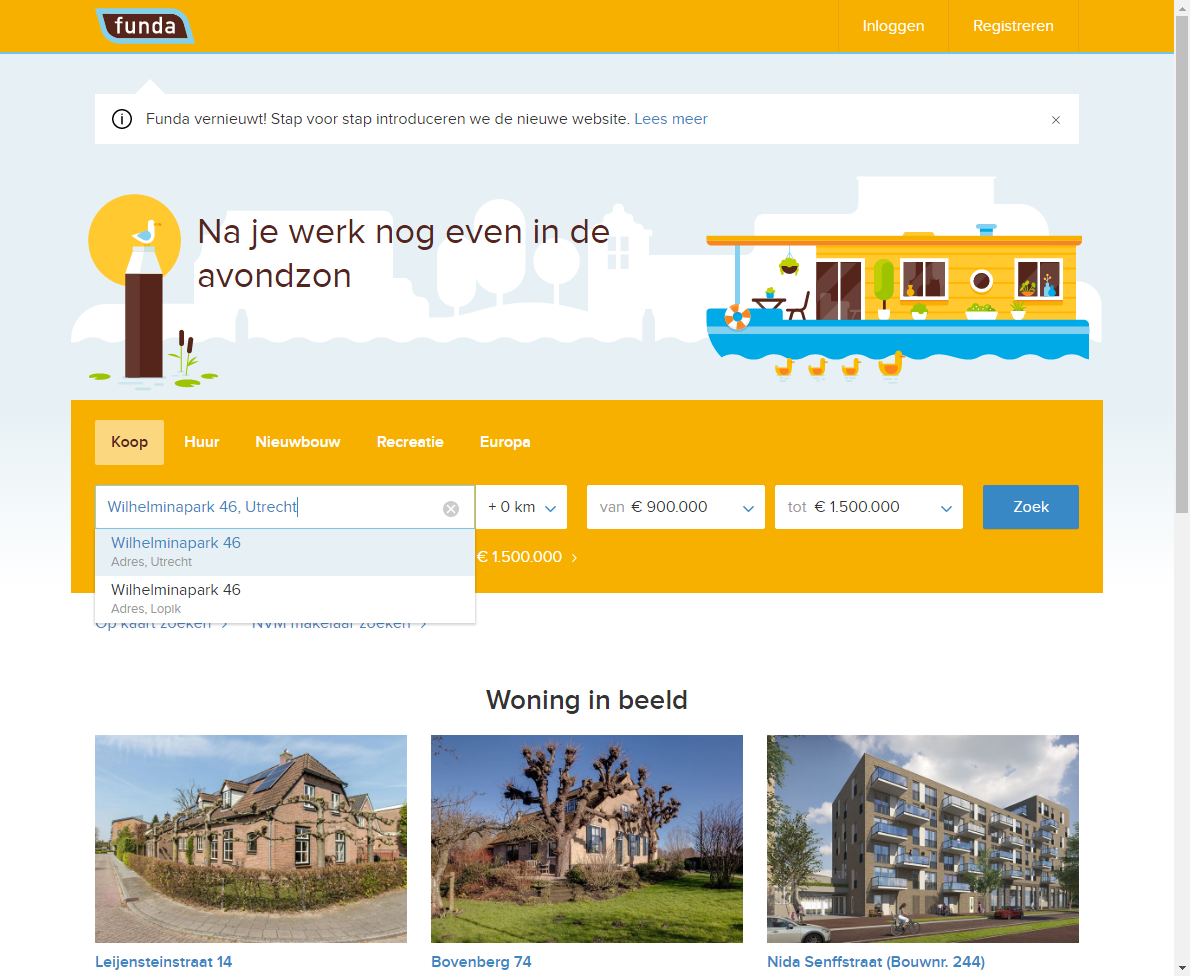 funda
Inloggen
Registreren
Funda vernieuwt! Stap voor stap introduceren we de nieuwe website. Lees meer
Na je werk nog even in de
avondzon
Koop Huur Nieuwbouw Recreatie Europa
Wilhelminapark 46, Utrecht
+ 0 km
van € 900.000
tot € 1.500.000
Zoek
Wilhelminapark 46
Adres, Utrecht
€ 1.500.000
Wilhelminapark 46
Adres, Lopik
Op kaart zoeken
NVM makelaar zoeken
Woning in beeld
Leijensteinstraat 14
Bovenberg 74
Nida Senffstraat (Bouwnr. 244)